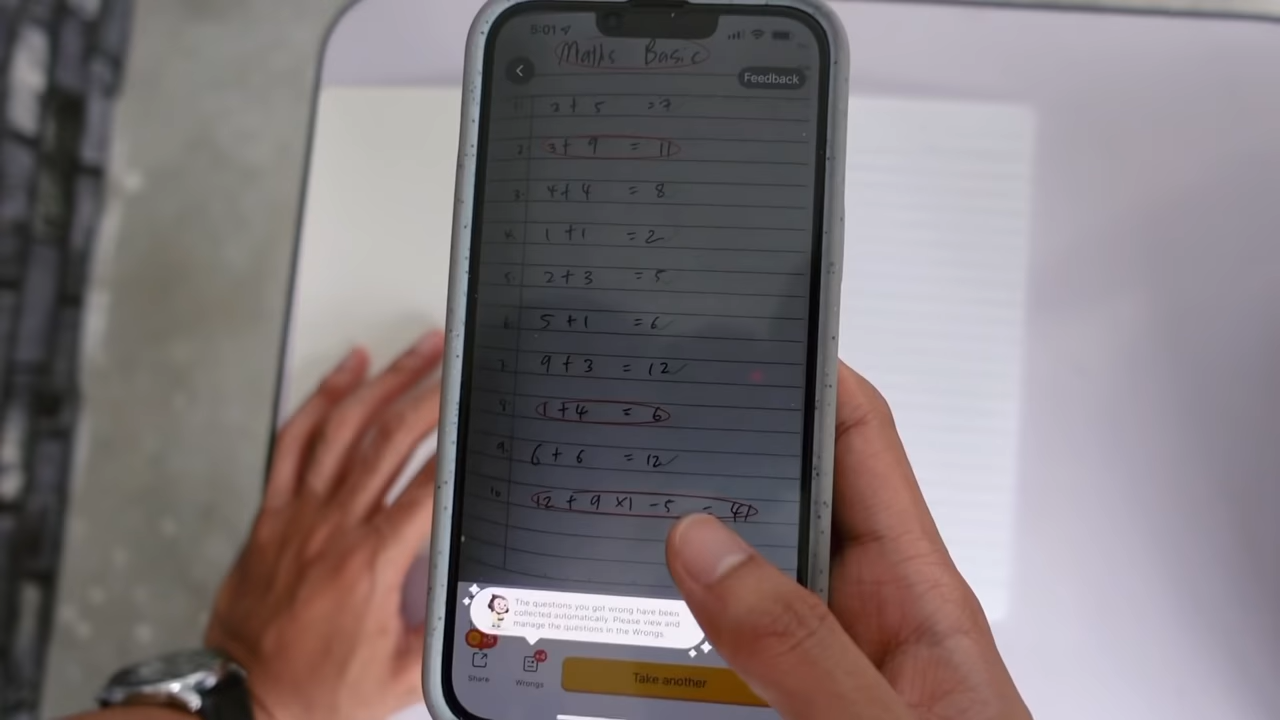 5:01
Maths Basic
Feedback
2 + 5 = 7
2. 3 + 9 = 11
3. 4 + 4 = 8
4. 1 + 1 = 2
5. 2 + 3 = 5
6. 5 + 1 = 6
7. 9 + 3 = 12
8. 1 + 4 = 6
9. 6 + 6 = 12
10. 12 + 9 x 1 - 5 = 41
The questions you got wrong have been
collected automatically. Please view and
manage the questions in the Wrongs.
+5
+4
Share
Wrongs
Take another